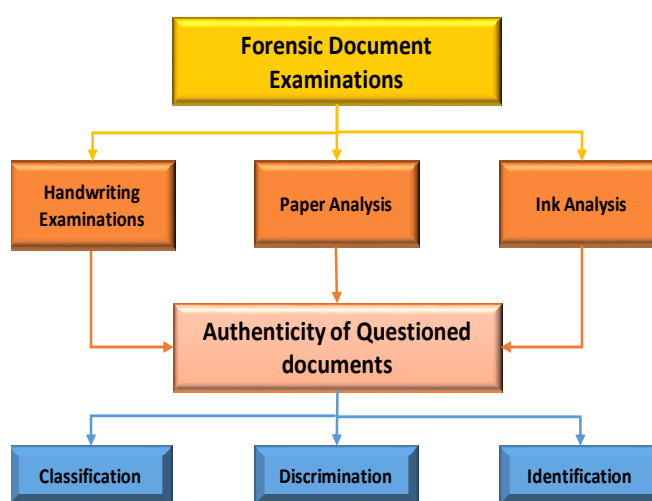 Forensic Document
Examinations
Handwriting
Examinations
Paper Analysis
Ink Analysis
Authenticity of Questioned
documents
Classification
Discrimination
Identification